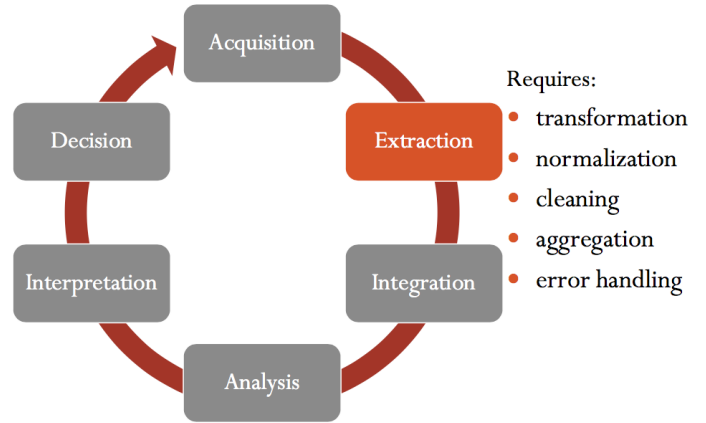 Acquisition
Extraction
Integration
Analysis
Interpretation
Decision
Requires:
• transformation
• normalization
• cleaning
• aggregation
• error handling